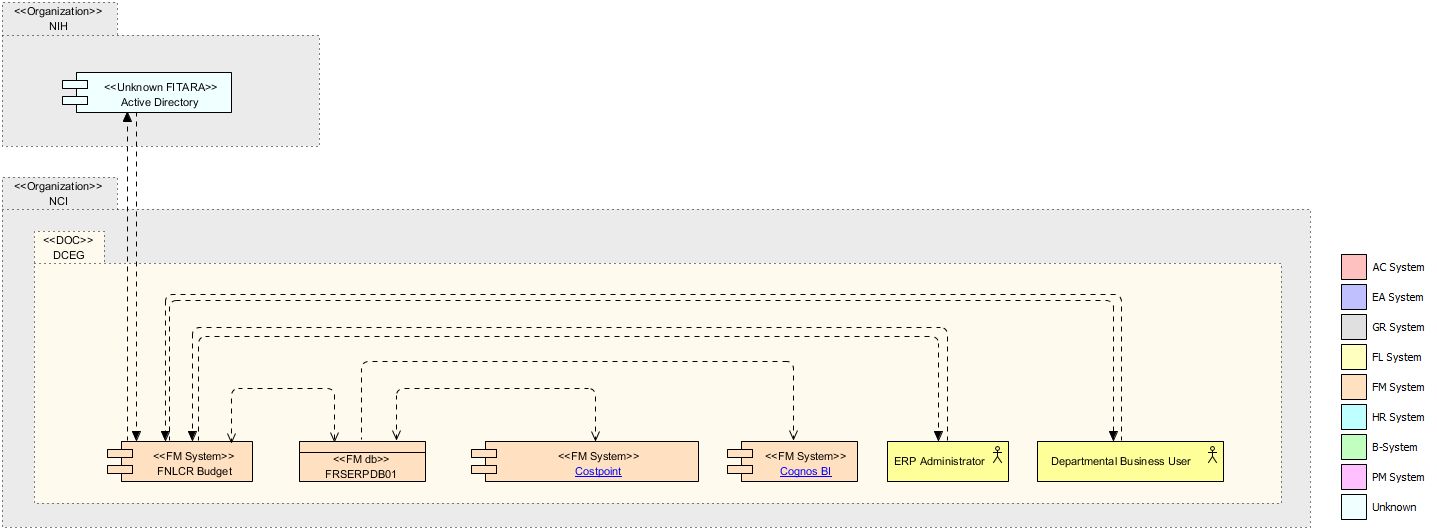 <<Organization>>
NIH
<<Unknown FITARA>>
Active Directory
<<Organization>>
NCI
<<DOC>>
DCEG
<<FM System>>
FNLCR Budget
<<FM db>>
FRSERPDB01
<<FM System>>
Costpoint
<<FM System>>
Cognos BI
ERP Administrator
Departmental Business User
AC System
EA System
GR System
FL System
FM System
HR System
B-System
PM System
Unknown